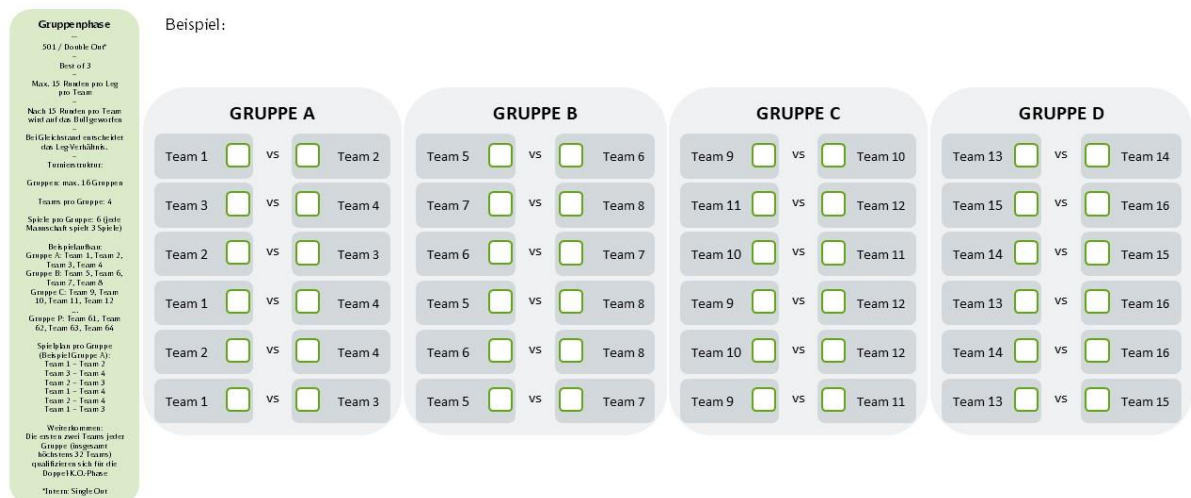 Gruppenphase
–
501 / Double Out*
–
Best of 3
–
Max. 15 Runden pro Leg
pro Team
–
Nach 15 Runden pro Team
wird auf das Bull geworfen
–
Bei Gleichstand entscheidet
das Leg-Verhältnis.
–
Turnierstruktur:
Gruppen: max. 16 Gruppen
Teams pro Gruppe: 4
Spiele pro Gruppe: 6 (jede
Mannschaft spielt 3 Spiele)
Beispielaufbau:
Gruppe A: Team 1, Team 2,
Team 3, Team 4
Gruppe B: Team 5, Team 6,
Team 7, Team 8
Gruppe C: Team 9, Team
10, Team 11, Team 12
...
Gruppe P: Team 61, Team
62, Team 63, Team 64
Spielplan pro Gruppe
(Beispiel Gruppe A):
Team 1 – Team 2
Team 3 – Team 4
Team 2 – Team 3
Team 1 – Team 4
Team 2 – Team 4
Team 1 – Team 3
Weiterkommen:
Die ersten zwei Teams jeder
Gruppe (insgesamt
höchstens 32 Teams)
qualifizieren sich für die
Doppel-K.O.-Phase
*Intern: Single Out
Beispiel:
GRUPPE A
Team 1 vs Team 2
Team 3 vs Team 4
Team 2 vs Team 3
Team 1 vs Team 4
Team 2 vs Team 4
Team 1 vs Team 3
GRUPPE B
Team 5 vs Team 6
Team 7 vs Team 8
Team 6 vs Team 7
Team 5 vs Team 8
Team 6 vs Team 8
Team 5 vs Team 7
GRUPPE C
Team 9 vs Team 10
Team 11 vs Team 12
Team 10 vs Team 11
Team 9 vs Team 12
Team 10 vs Team 12
Team 9 vs Team 11
GRUPPE D
Team 13 vs Team 14
Team 15 vs Team 16
Team 14 vs Team 15
Team 13 vs Team 16
Team 14 vs Team 16
Team 13 vs Team 15